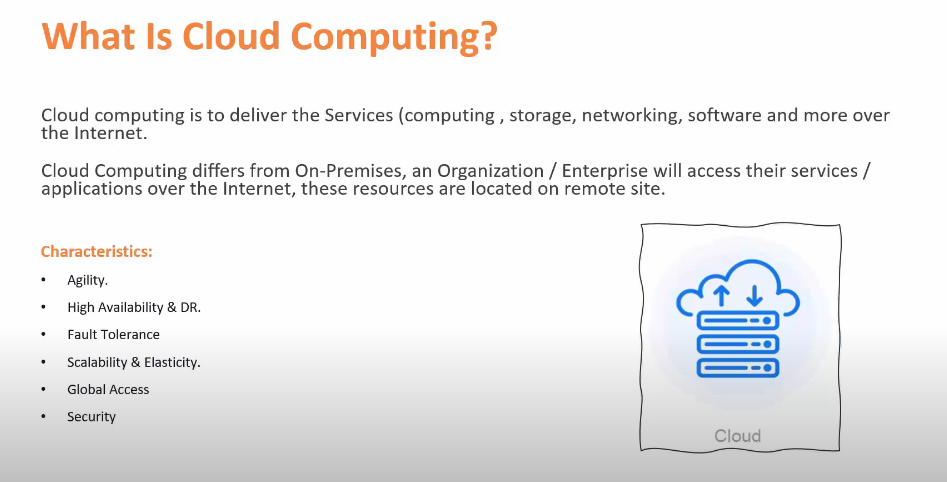 What Is Cloud Computing?
Cloud computing is to deliver the Services (computing , storage, networking, software and more over
the Internet.
Cloud Computing differs from On-Premises, an Organization / Enterprise will access their services /
applications over the Internet, these resources are located on remote site.
Characteristics:
• Agility.
• High Availability & DR.
• Fault Tolerance
• Scalability & Elasticity.
• Global Access
• Security
Cloud